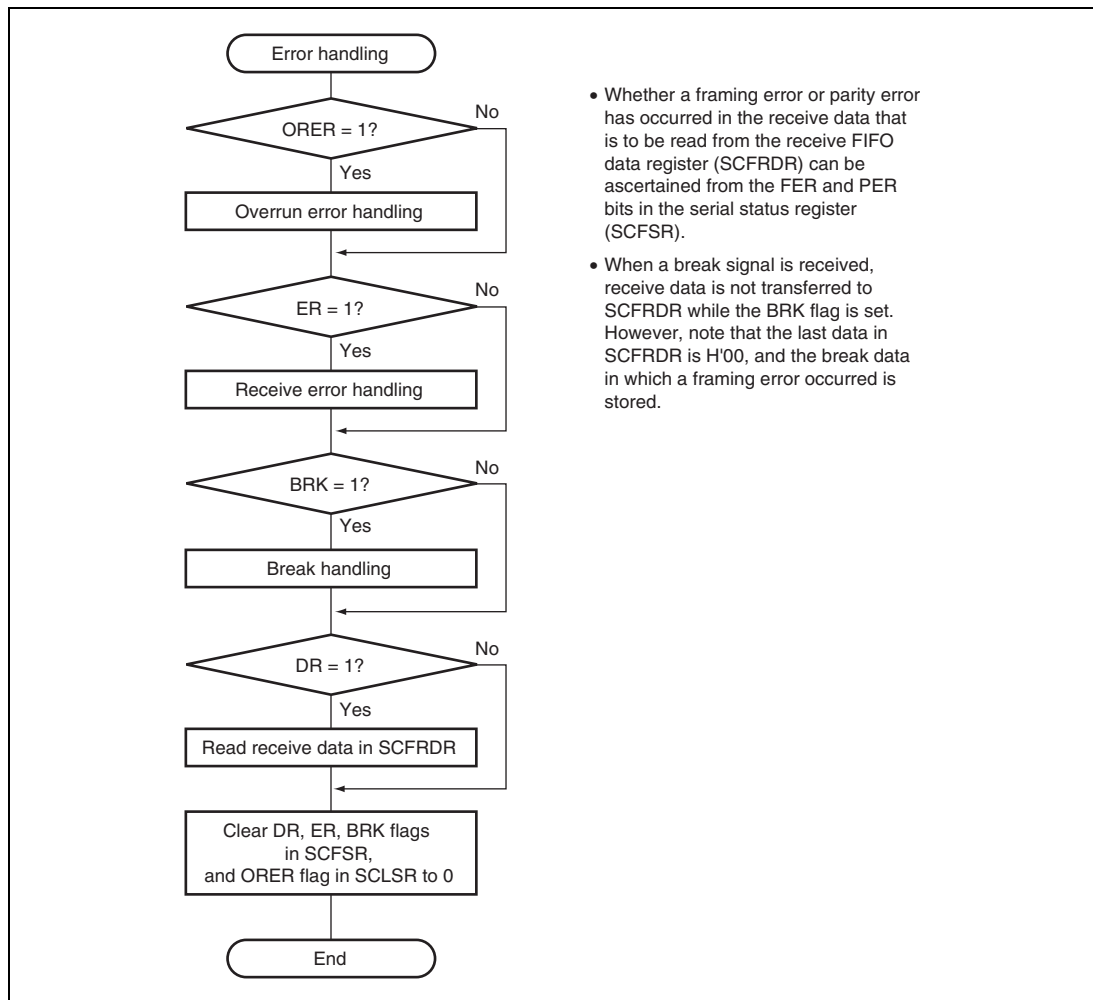 Error handling
ORER = 1?
No
Yes
Overrun error handling
ER = 1?
No
Yes
Receive error handling
BRK = 1?
No
Yes
Break handling
DR = 1?
No
Yes
Read receive data in SCFRDR
Clear DR, ER, BRK flags
in SCFSR,
and ORER flag in SCLSR to 0
End
• Whether a framing error or parity error
has occurred in the receive data that
is to be read from the receive FIFO
data register (SCFRDR) can be
ascertained from the FER and PER
bits in the serial status register
(SCFSR).
• When a break signal is received,
receive data is not transferred to
SCFRDR while the BRK flag is set.
However, note that the last data in
SCFRDR is H'00, and the break data
in which a framing error occurred is
stored.